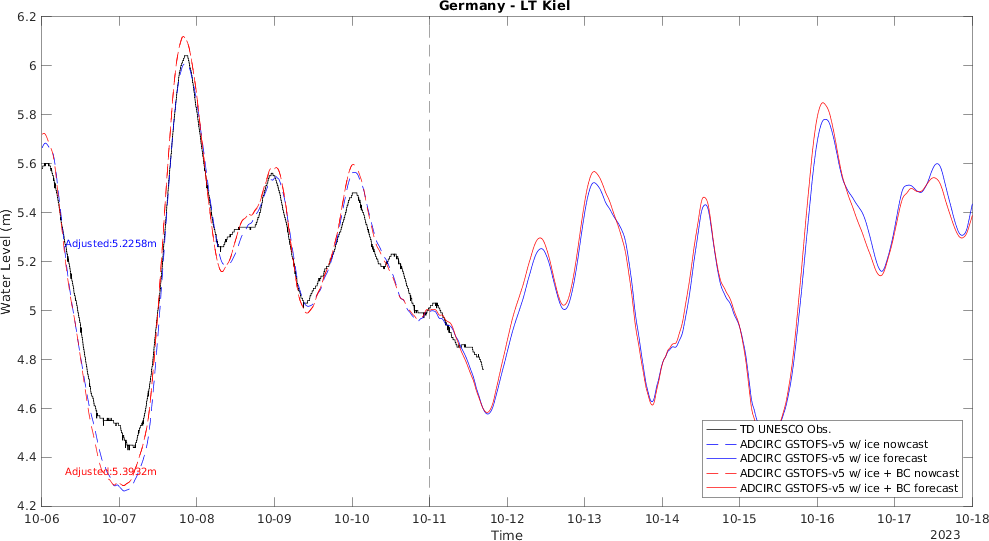 Germany - LT Kiel
6.2
6
5.8
5.6
5.4
5.2
5
4.8
4.6
4.4
4.2
Water Level (m)
Adjusted:5.2258m
Adjusted:5.3932m
TD UNESCO Obs.
ADCIRC GSTOFS-v5 w/ ice nowcast
ADCIRC GSTOFS-v5 w/ ice forecast
ADCIRC GSTOFS-v5 w/ ice + BC nowcast
ADCIRC GSTOFS-v5 w/ ice + BC forecast
10-06 10-07 10-08 10-09 10-10 10-11 10-12 10-13 10-14 10-15 10-16 10-17 10-18
Time
2023